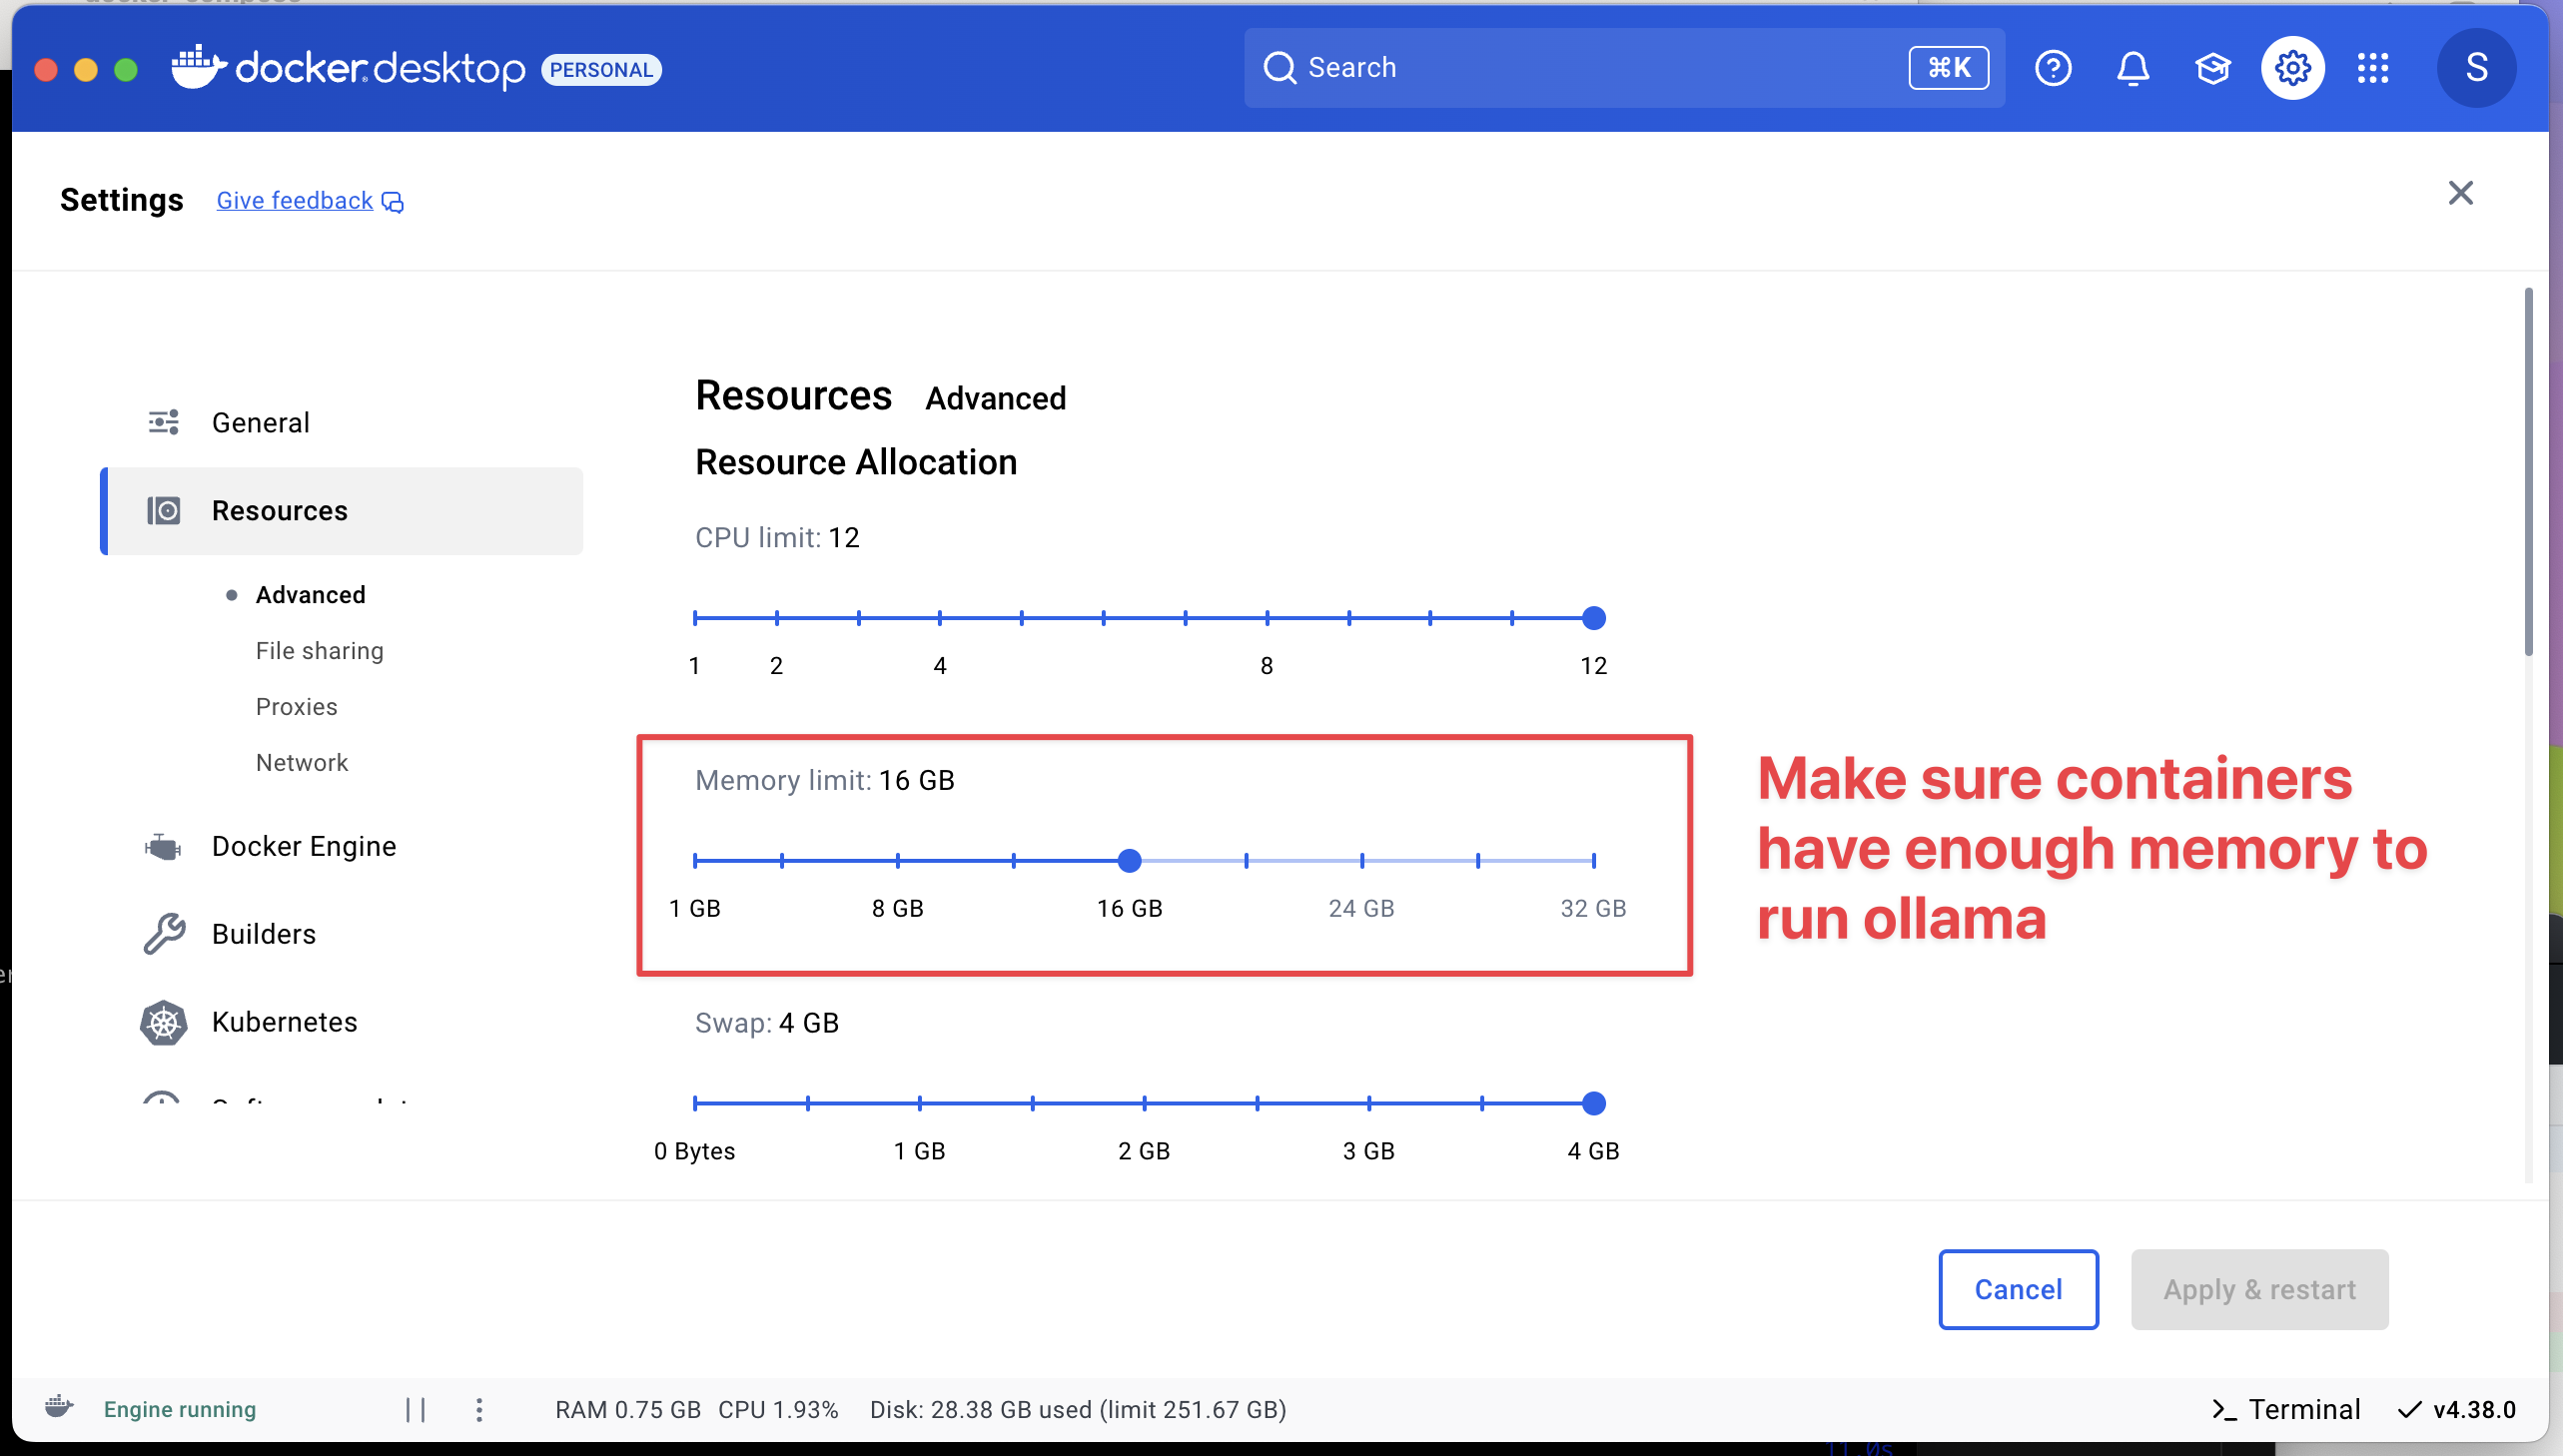 docker desktop PERSONAL
Search ⌘K
S
Settings Give feedback
General
Resources
Advanced
File sharing
Proxies
Network
Docker Engine
Builders
Kubernetes
Resources Advanced
Resource Allocation
CPU limit: 12
1 2 4 8 12
Memory limit: 16 GB
1 GB 8 GB 16 GB 24 GB 32 GB
Make sure containers
have enough memory to
run ollama
Swap: 4 GB
0 Bytes 1 GB 2 GB 3 GB 4 GB
Cancel Apply & restart
Engine running RAM 0.75 GB CPU 1.93% Disk: 28.38 GB used (limit 251.67 GB) Terminal v4.38.0